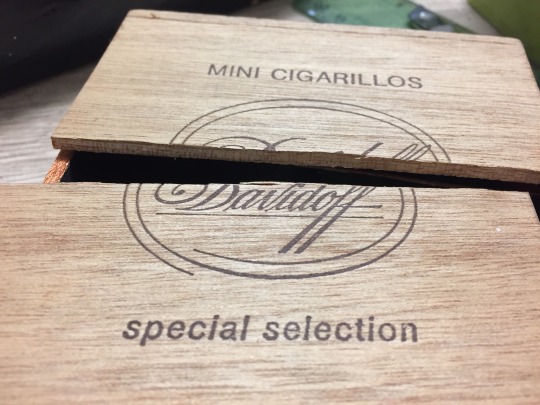 MINI CIGARILLOS
Davidoff
special selection